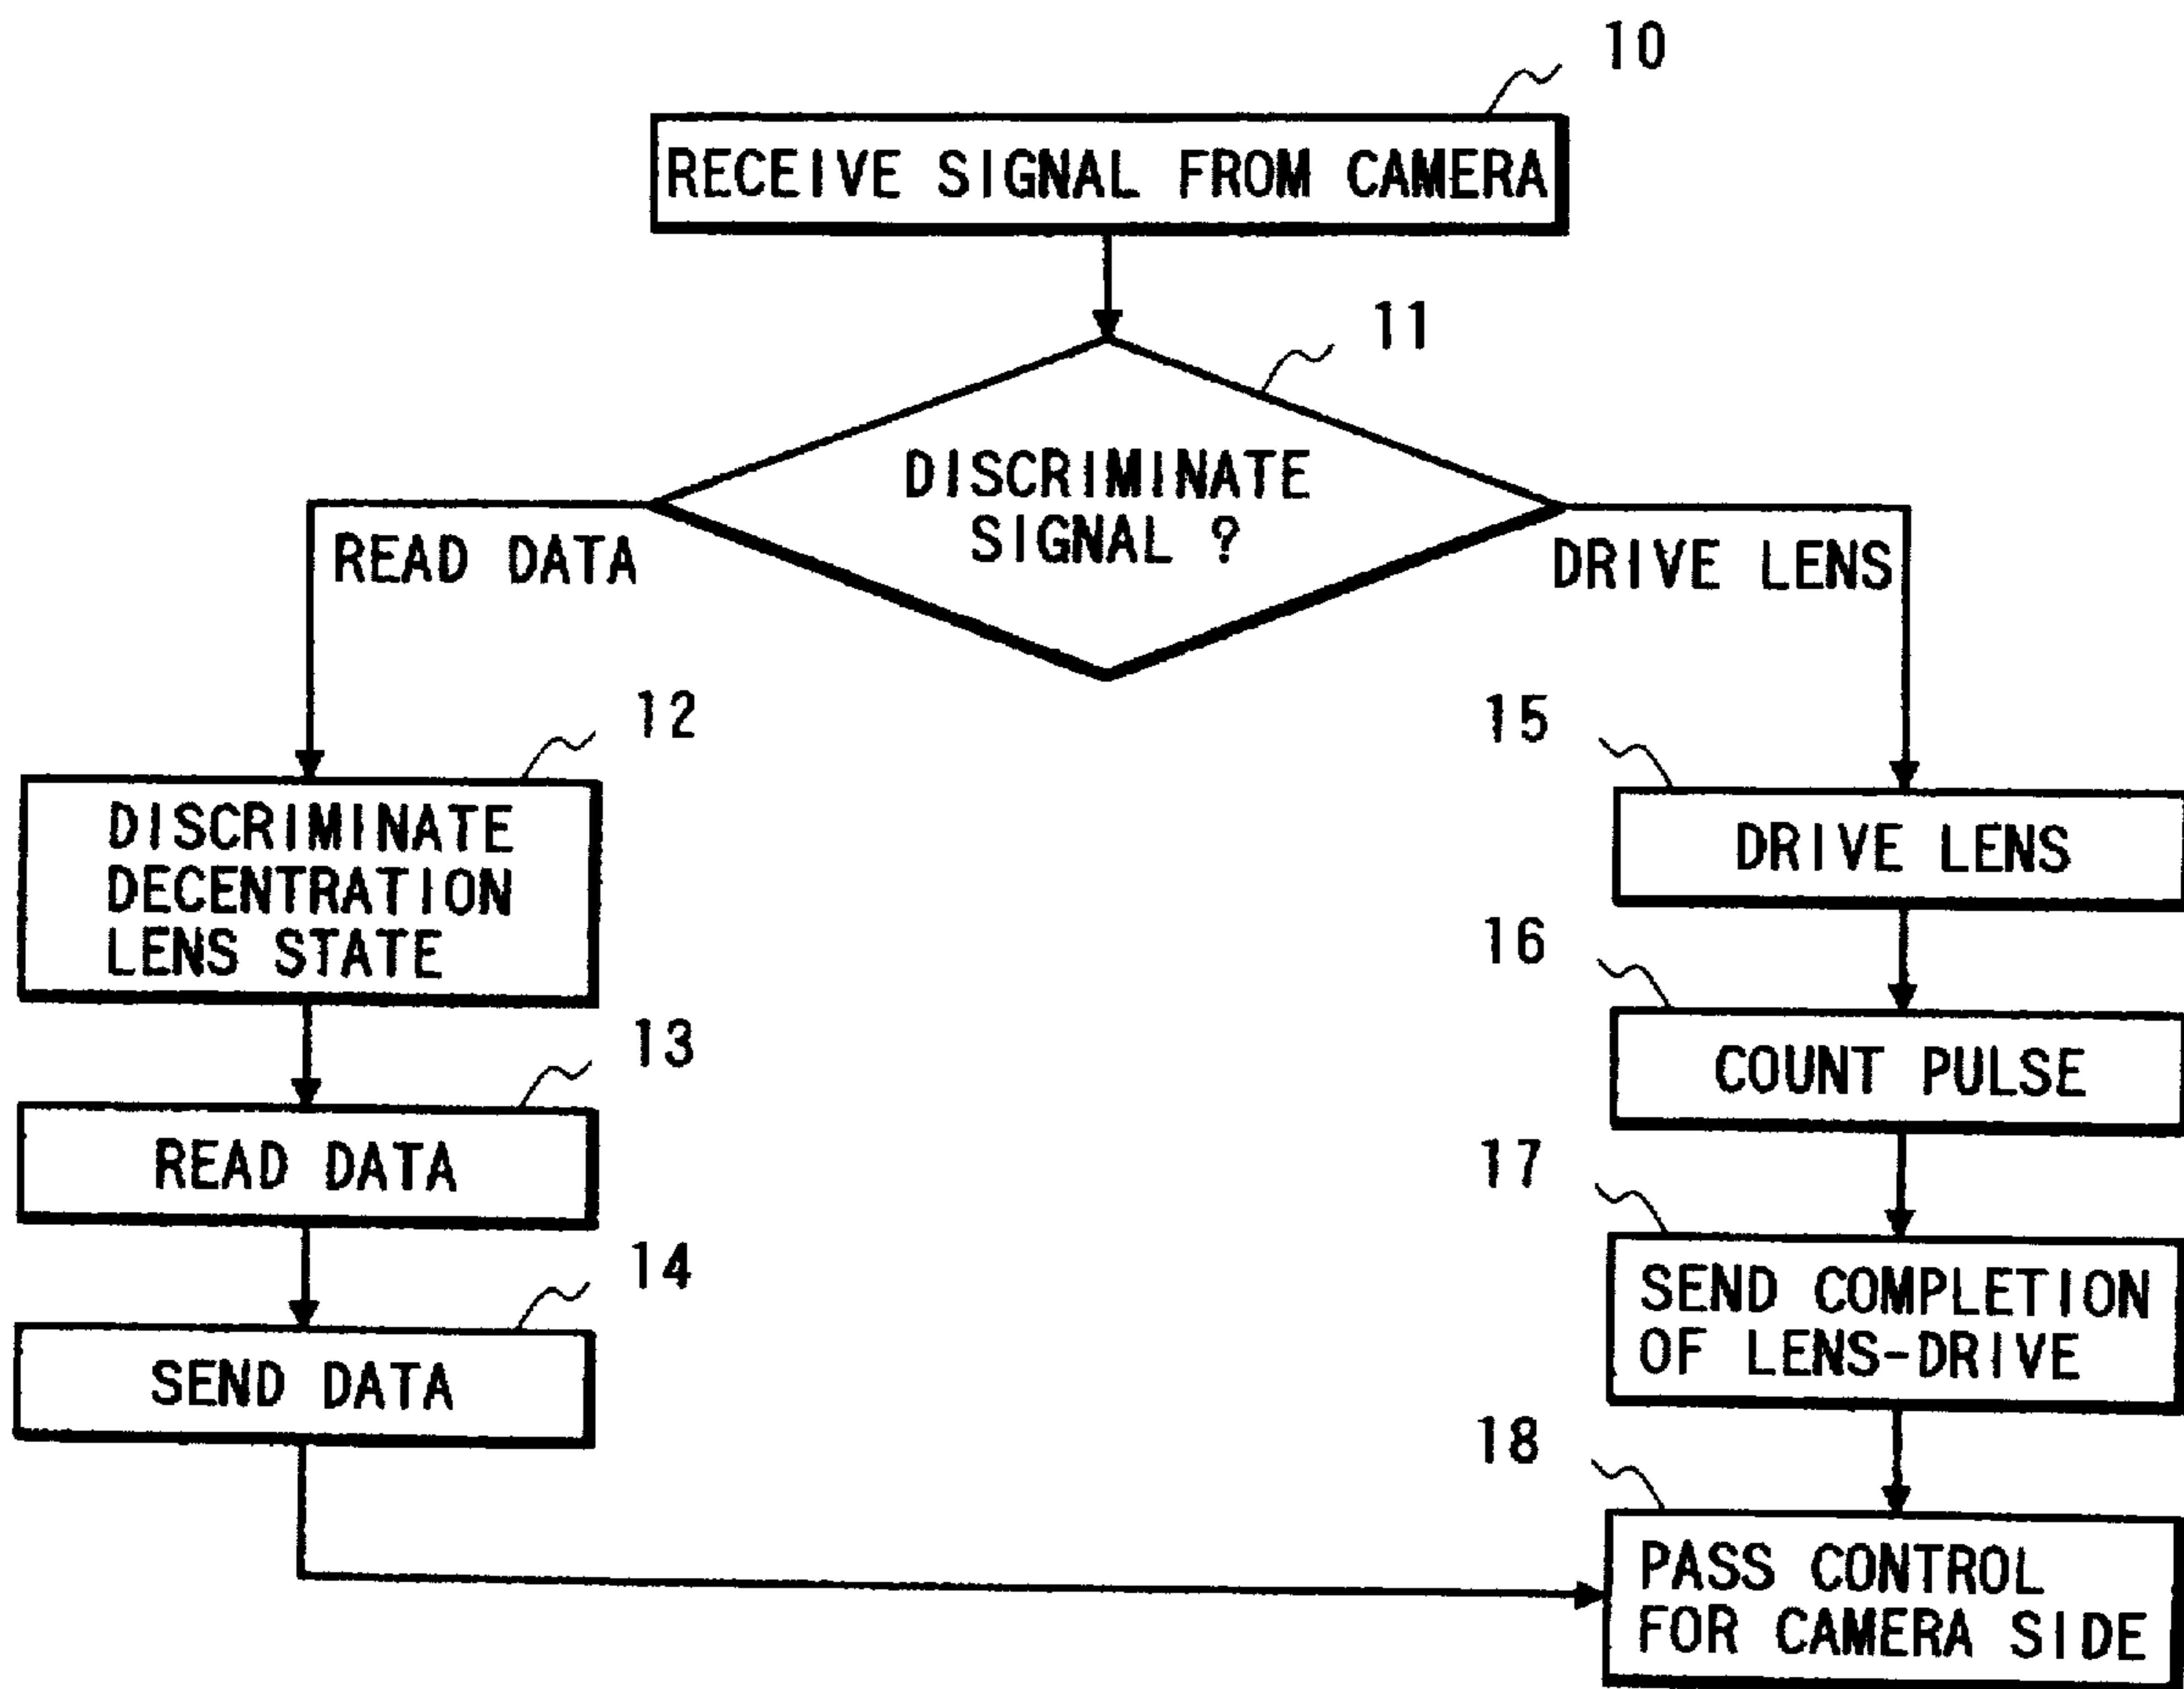 10
RECEIVE SIGNAL FROM CAMERA
11
DISCRIMINATE
SIGNAL ?
READ DATA
DRIVE LENS
12
DISCRIMINATE
DECENTRATION
LENS STATE
13
READ DATA
14
SEND DATA
15
DRIVE LENS
16
COUNT PULSE
17
SEND COMPLETION
OF LENS-DRIVE
18
PASS CONTROL
FOR CAMERA SIDE